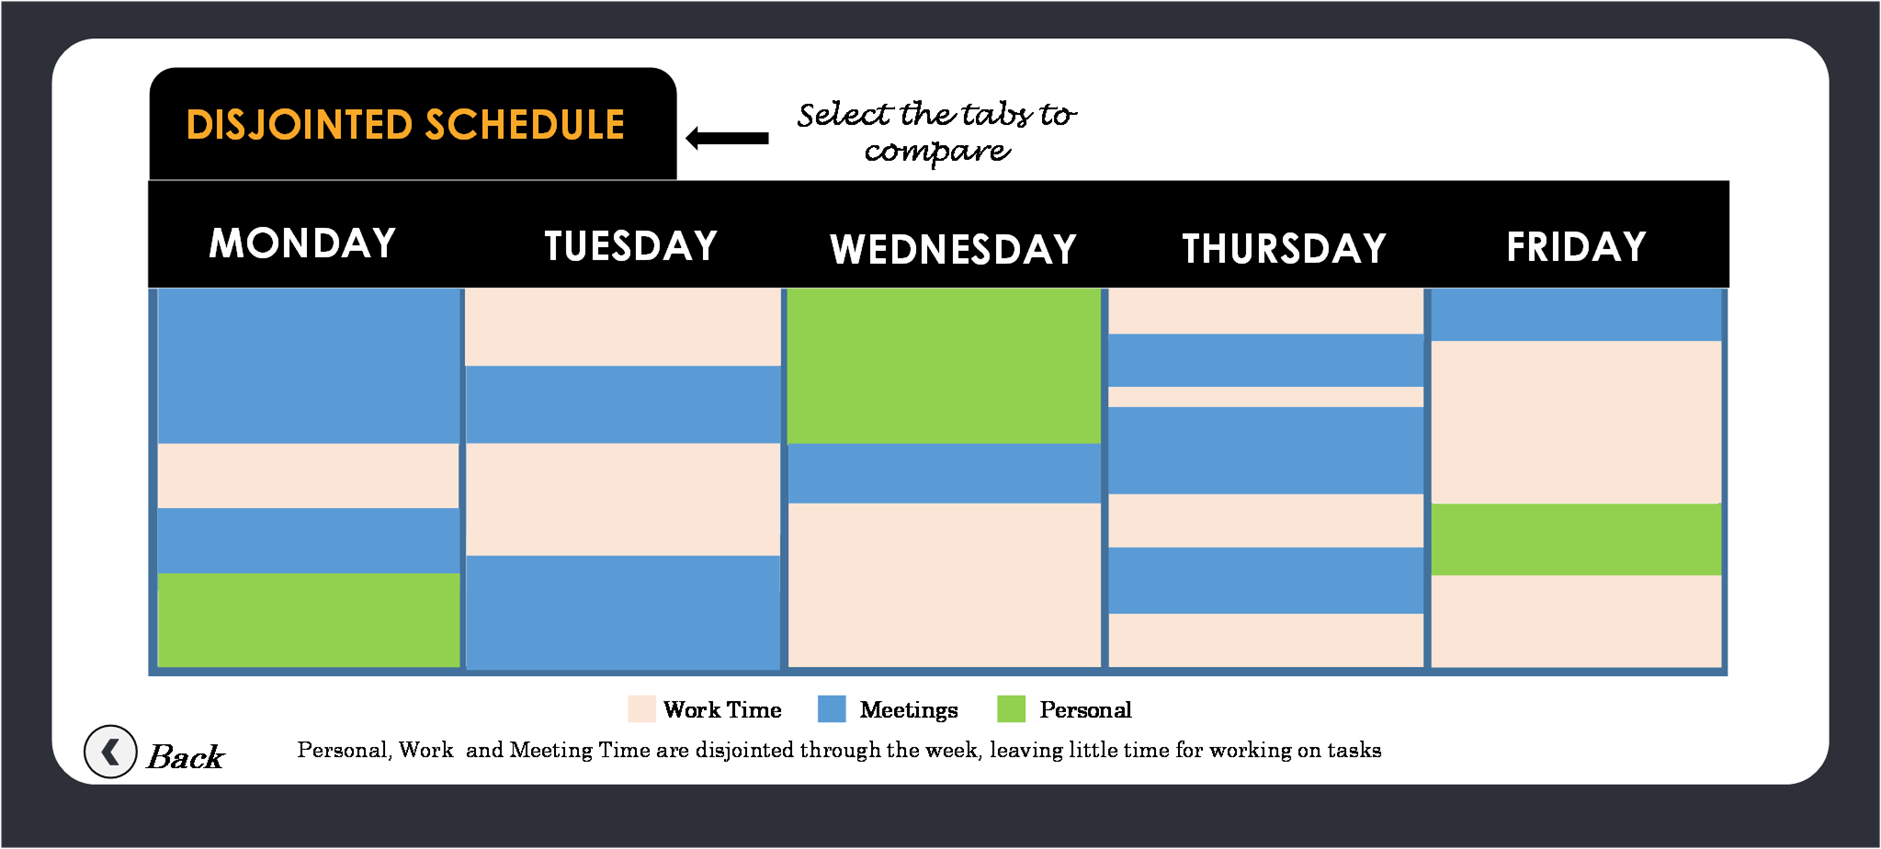 DISJOINTED SCHEDULE
Select the tabs to
compare
MONDAY TUESDAY WEDNESDAY THURSDAY FRIDAY
Work Time Meetings Personal
Back
Personal, Work and Meeting Time are disjointed through the week, leaving little time for working on tasks